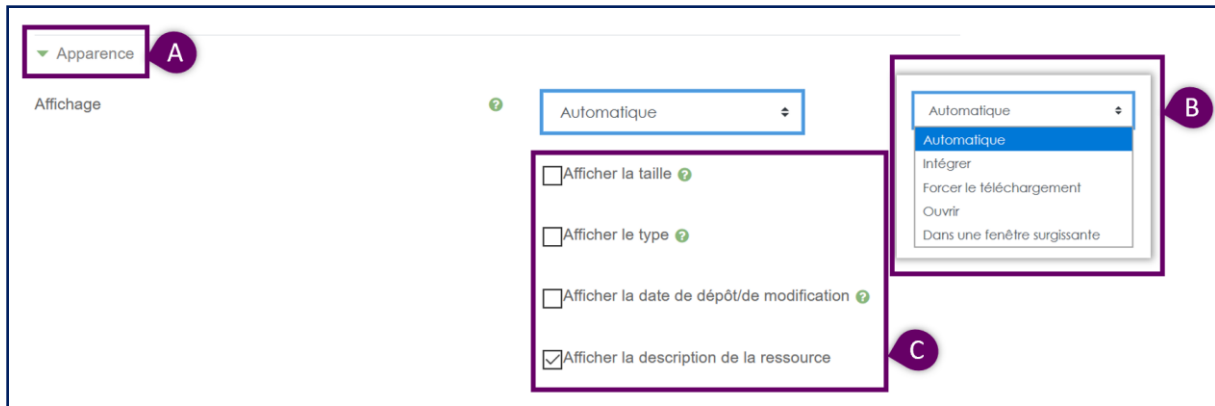 Apparence
A
Affichage
Automatique
Automatique
B
Automatique
Intégrer
Forcer le téléchargement
Ouvrir
Dans une fenêtre surgissante
Afficher la taille ?
Afficher le type ?
Afficher la date de dépôt/de modification ?
Afficher la description de la ressource
C